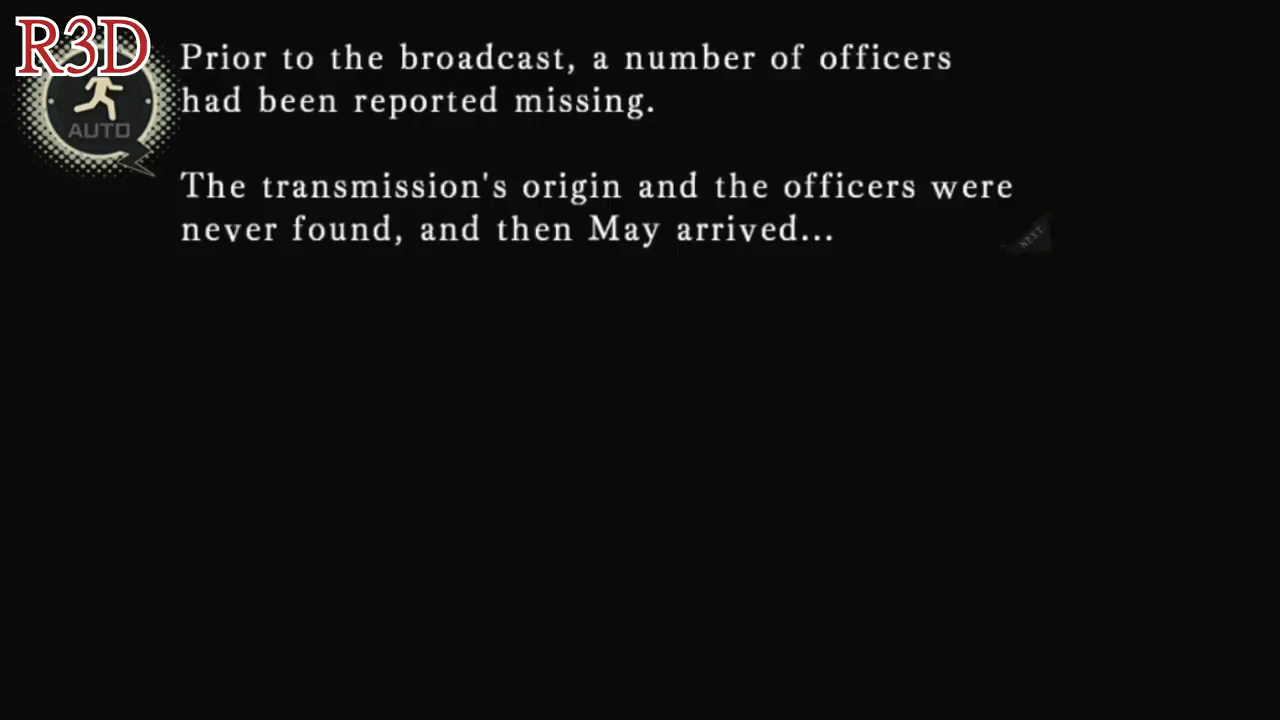 R3D
AUTO
Prior to the broadcast, a number of officers
had been reported missing.
The transmission's origin and the officers were
never found, and then May arrived...
NEXT